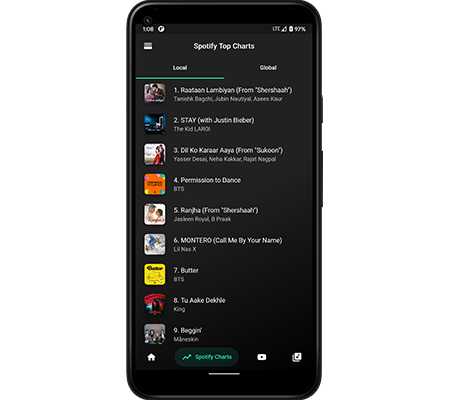 1:08 LTE 97%
Spotify Top Charts
Local Global
1. Raataan Lambiyan (From "Shershaah")
Tanishk Bagchi, Jubin Nautiyal, Asees Kaur
2. STAY (with Justin Bieber)
The Kid LAROI
3. Dil Ko Karaar Aaya (From "Sukoon")
Yasser Desai, Neha Kakkar, Rajat Nagpal
4. Permission to Dance
BTS
5. Ranjha (From "Shershaah")
Jasleen Royal, B Praak
6. MONTERO (Call Me By Your Name)
Lil Nas X
Butter
7. Butter
BTS
8. Tu Aake Dekhle
King
9. Beggin'
Måneskin
Spotify Charts